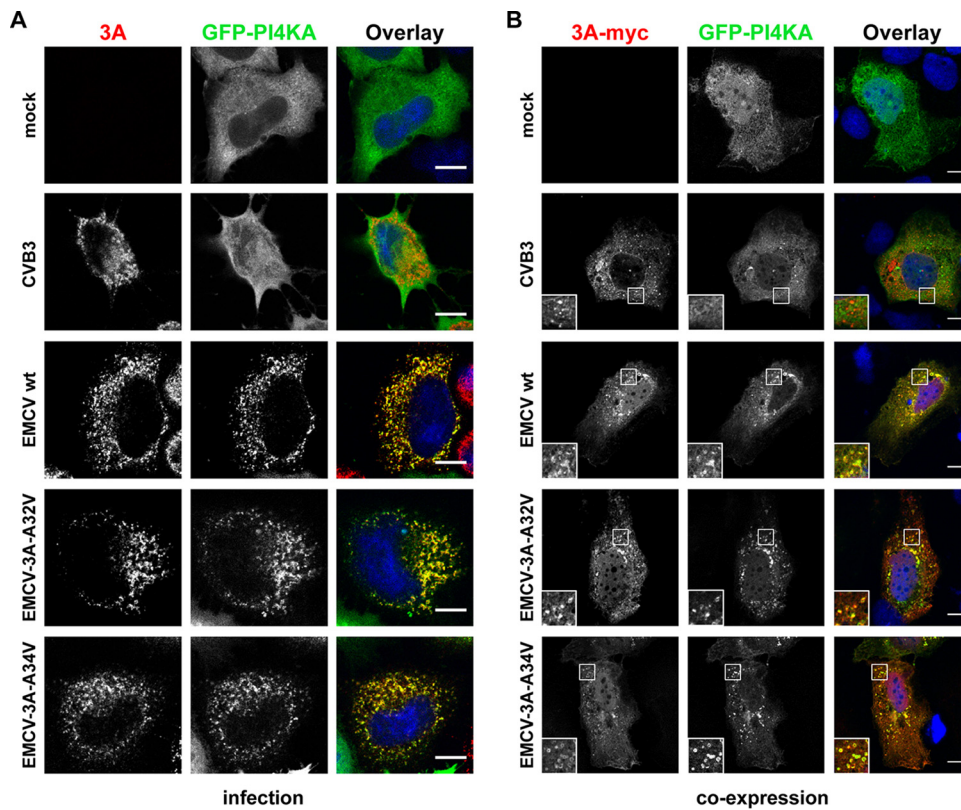 A
3A GFP-PI4KA Overlay
mock
CVB3
EMCV wt
EMCV-3A-A32V
EMCV-3A-A34V
infection
B
3A-myc GFP-PI4KA Overlay
mock
CVB3
EMCV wt
EMCV-3A-A32V
EMCV-3A-A34V
co-expression